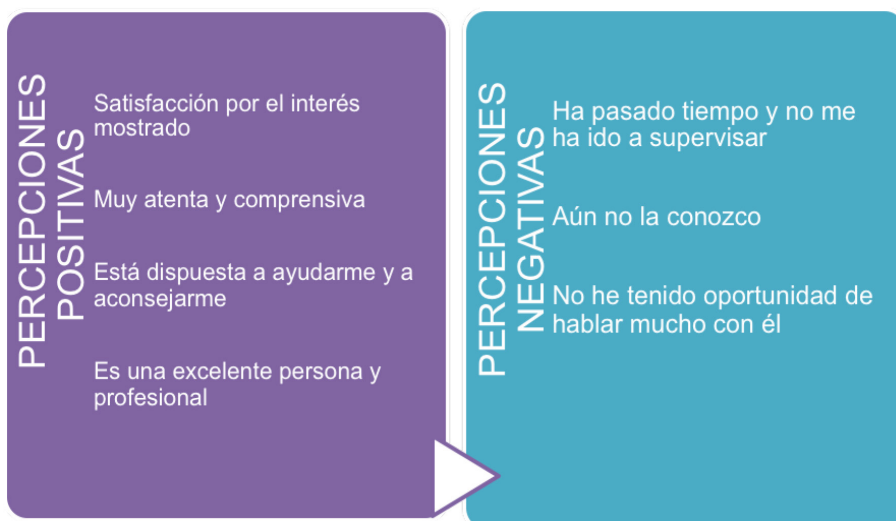 PERCEPCIONES
POSITIVAS
Satisfacción por el interés
mostrado
Muy atenta y comprensiva
Está dispuesta a ayudarme y a
aconsejarme
Es una excelente persona y
profesional
PERCEPCIONES
NEGATIVAS
Ha pasado tiempo y no me
ha ido a supervisar
Aún no la conozco
No he tenido oportunidad de
hablar mucho con él